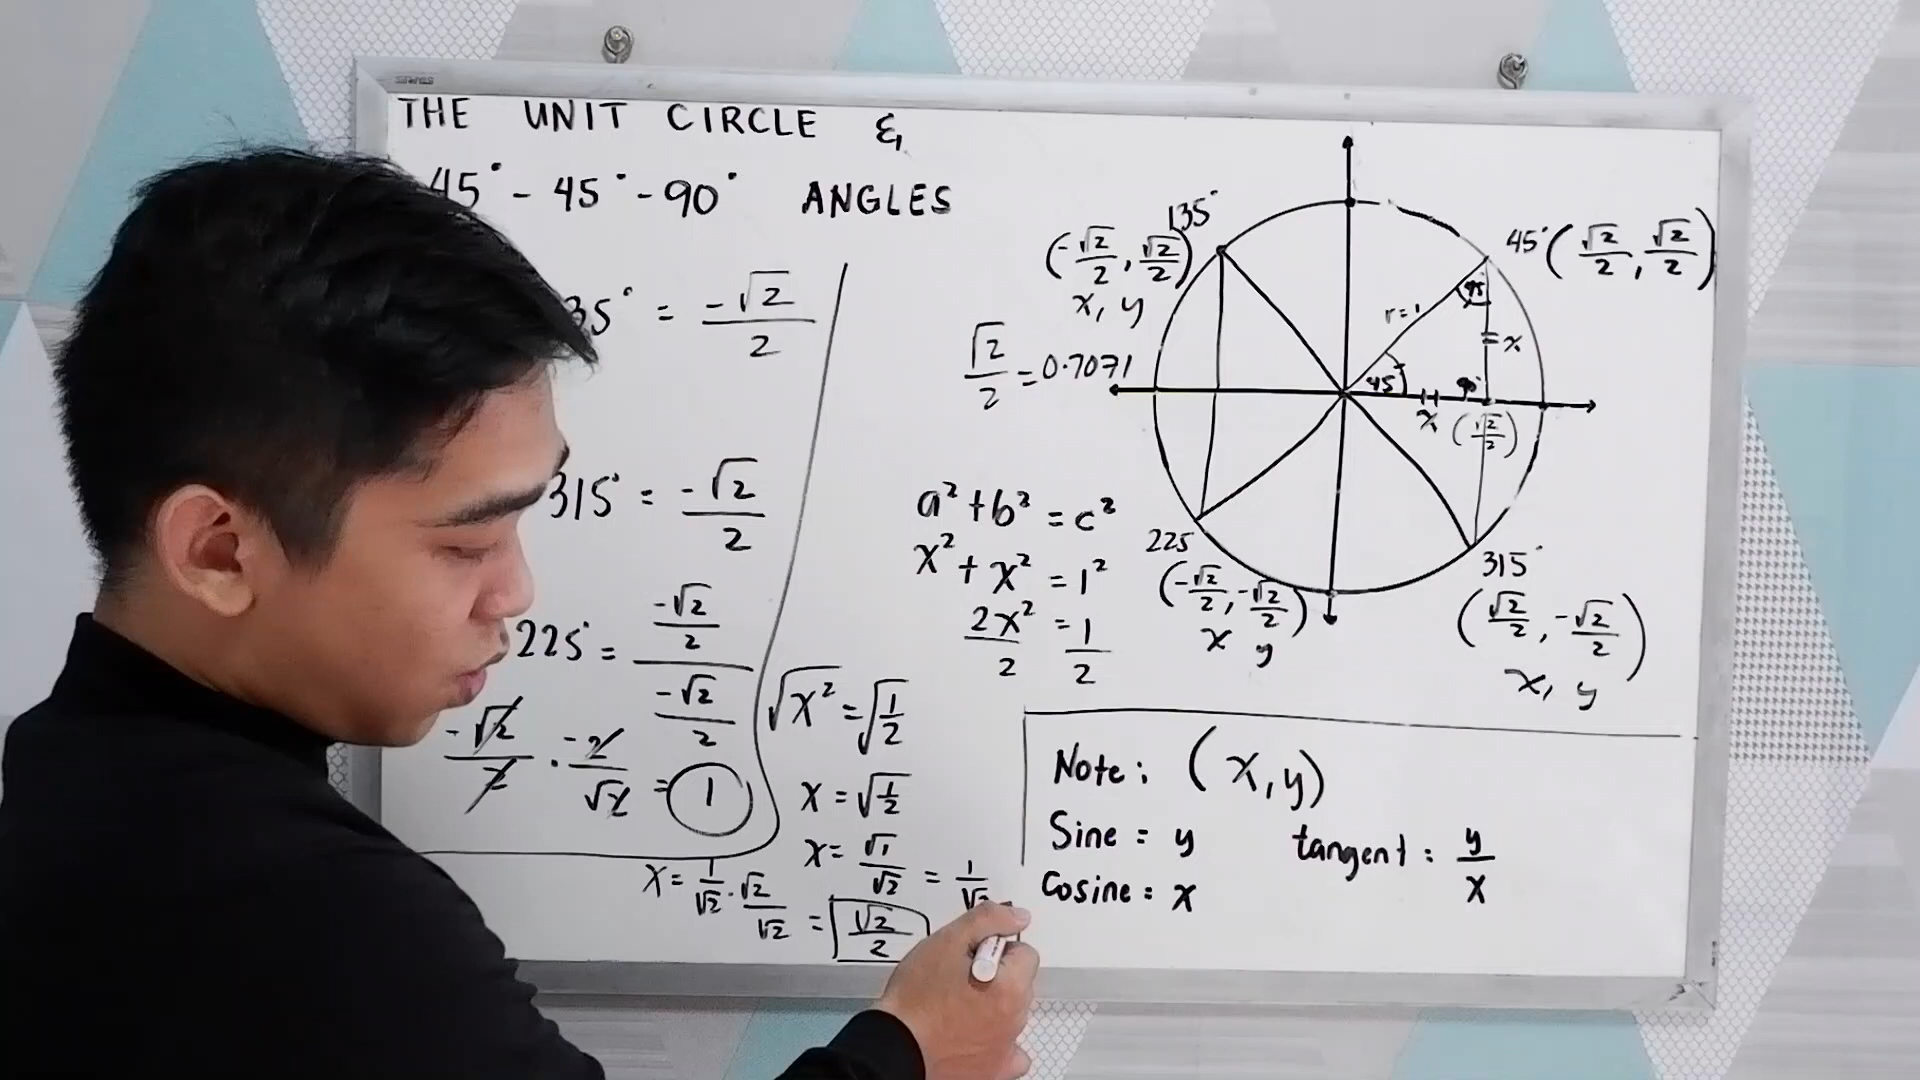 THE UNIT CIRCLE &
45° - 45° - 90° ANGLES
35° = -√2/2
315° = -√2/2
225° = (-√2/2)/(-√2/2)
-√2/2 · -2/√2 = 1
135°
(-√2/2, √2/2)
x, y
45° (√2/2, √2/2)
r=1
45°
= x
√2/2 = 0.7071
45°
90°
x (√2/2)
a² + b² = c²
x² + x² = 1²
2x²/2 = 1/2
√x² = √1/2
x = √1/2
x = √1/√2 = 1/√2
x = 1/√2 · √2/√2 = √2/2
225
(-√2/2, -√2/2)
x y
315°
(√2/2, -√2/2)
x, y
Note: (x, y)
Sine = y tangent = y/x
Cosine = x